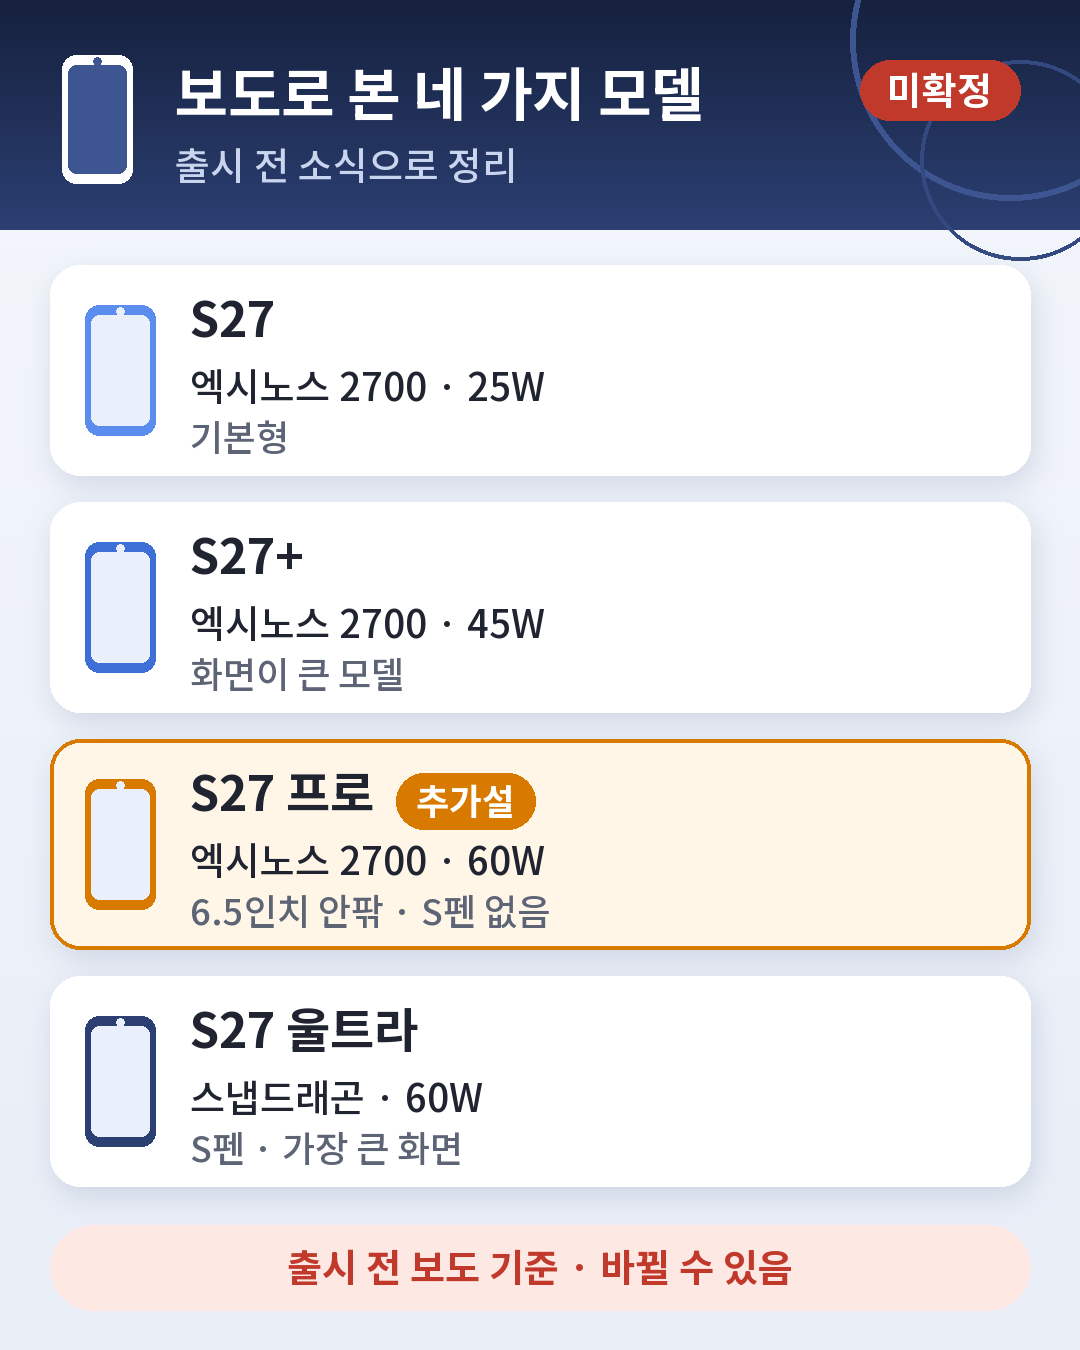 보도로 본 네 가지 모델
미확정
출시 전 소식으로 정리
S27
엑시노스 2700 · 25W
기본형
S27+
엑시노스 2700 · 45W
화면이 큰 모델
S27 프로 추가설
엑시노스 2700 · 60W
6.5인치 안팎 · S펜 없음
S27 울트라
스냅드래곤 · 60W
S펜 · 가장 큰 화면
출시 전 보도 기준 · 바뀔 수 있음